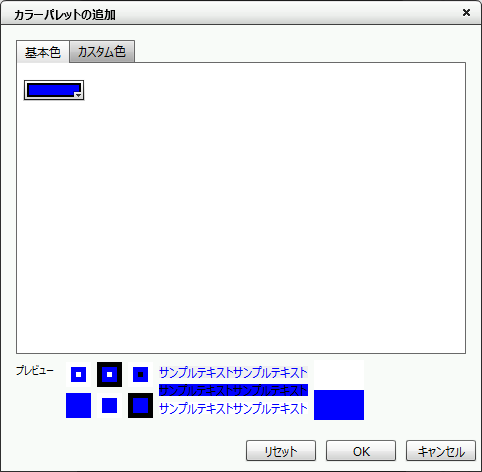 カラーパレットの追加
基本色 カスタム色
プレビュー
サンプルテキストサンプルテキスト
サンプルテキストサンプルテキスト
サンプルテキストサンプルテキスト
リセット OK キャンセル